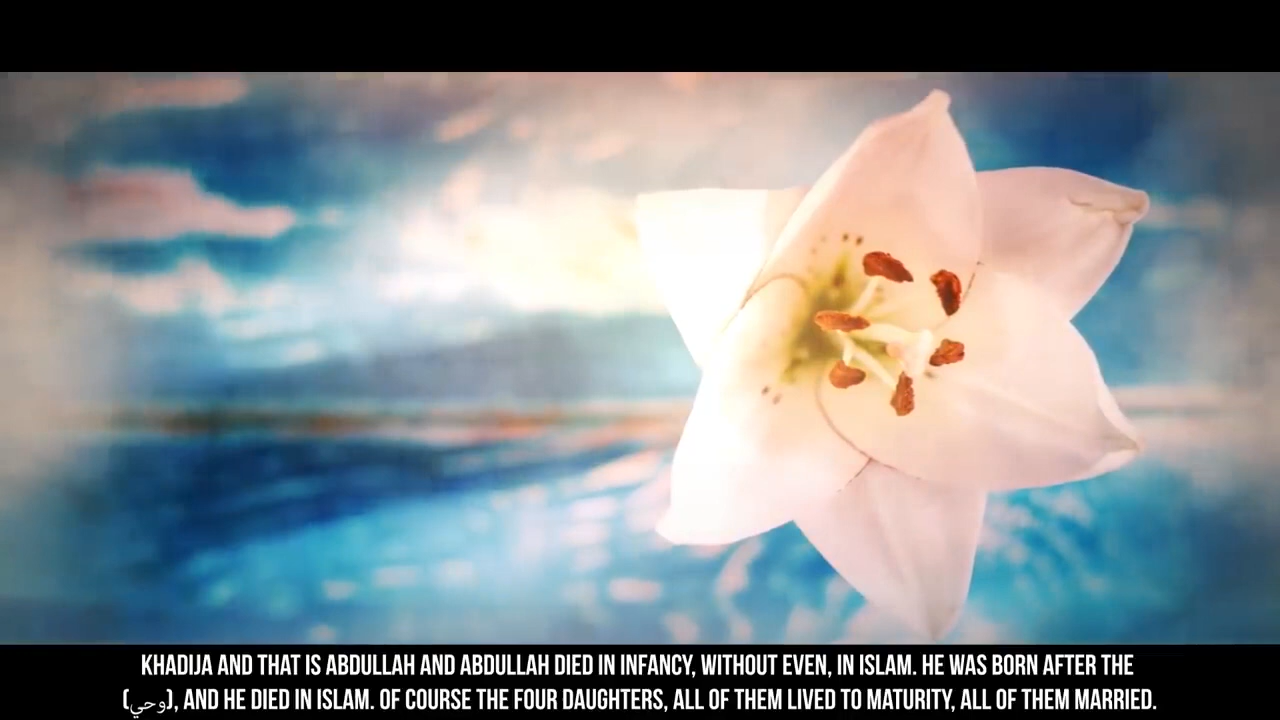 KHADIJA AND THAT IS ABDULLAH AND ABDULLAH DIED IN INFANCY, WITHOUT EVEN, IN ISLAM. HE WAS BORN AFTER THE
(وحي), AND HE DIED IN ISLAM. OF COURSE THE FOUR DAUGHTERS, ALL OF THEM LIVED TO MATURITY, ALL OF THEM MARRIED.